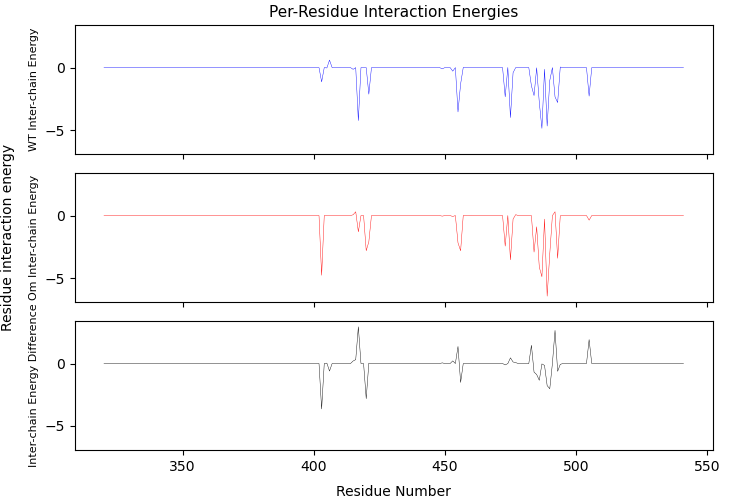 Per-Residue Interaction Energies
WT Inter-chain Energy
0
−5
Residue interaction energy
Om Inter-chain Energy
0
−5
Inter-chain Energy Difference
0
−5
350
400
450
500
550
Residue Number